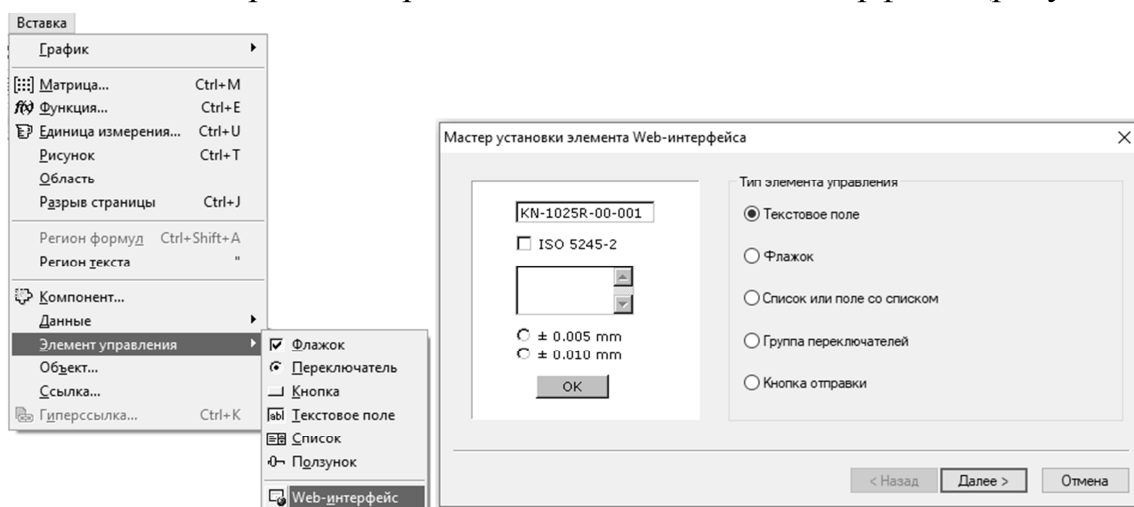 Вставка
График
Матрица... Ctrl+M
f(x) Функция... Ctrl+E
Единица измерения... Ctrl+U
Рисунок Ctrl+T
Область
Разрыв страницы Ctrl+J
Регион формул Ctrl+Shift+A
Регион текста "
Компонент...
Данные
Элемент управления
Объект...
Ссылка...
Гиперссылка... Ctrl+K
Флажок
Переключатель
Кнопка
abl Текстовое поле
Список
Ползунок
Web-интерфейс
Мастер установки элемента Web-интерфейса
KN-1025R-00-001
ISO 5245-2
± 0.005 mm
± 0.010 mm
OK
Тип элемента управления
Текстовое поле
Флажок
Список или поле со списком
Группа переключателей
Кнопка отправки
< Назад Далее > Отмена